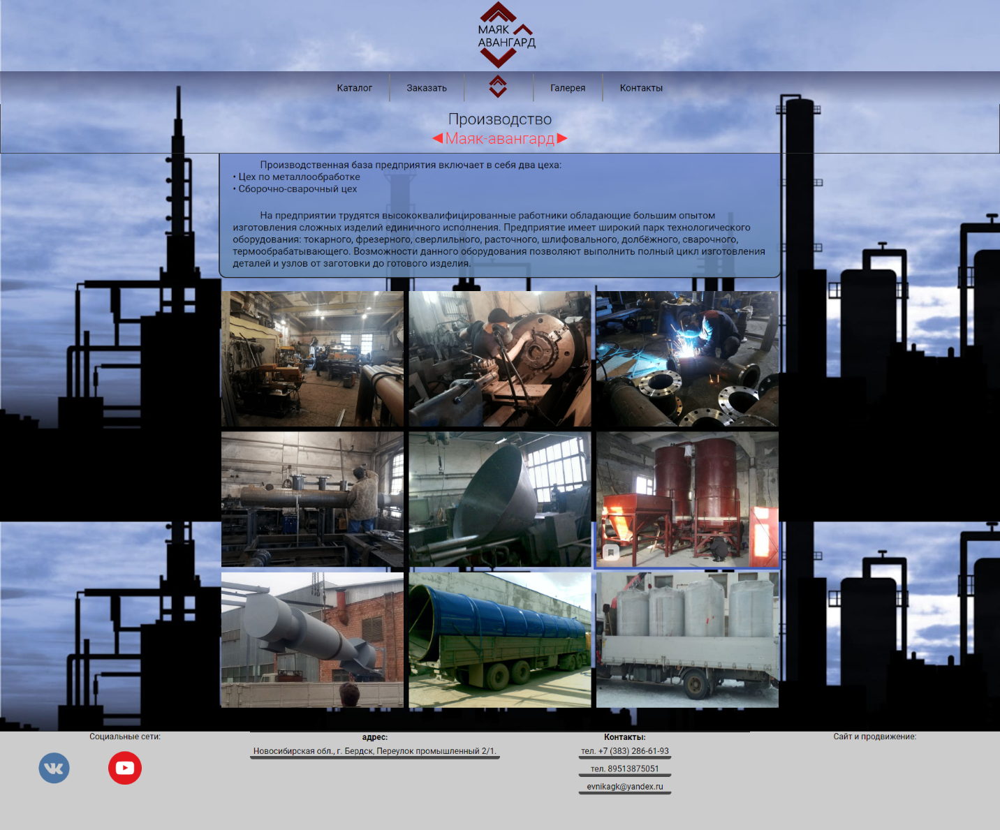 МАЯК
АВАНГАРД
Каталог
Заказать
Галерея
Контакты
Производство
Маяк-авангард
Производственная база предприятия включает в себя два цеха:
• Цех по металлообработке
• Сборочно-сварочный цех
На предприятии трудятся высококвалифицированные работники обладающие большим опытом
изготовления сложных изделий единичного исполнения. Предприятие имеет широкий парк технологического
оборудования: токарного, фрезерного, сверлильного, расточного, шлифовального, долбёжного, сварочного,
термообрабатывающего. Возможности данного оборудования позволяют выполнить полный цикл изготовления
деталей и узлов от заготовки до готового изделия.
Социальные сети:
адрес:
Новосибирская обл., г. Бердск, Переулок промышленный 2/1.
Контакты:
тел. +7 (383) 286-61-93
тел. 89513875051
evnikagk@yandex.ru
Сайт и продвижение: